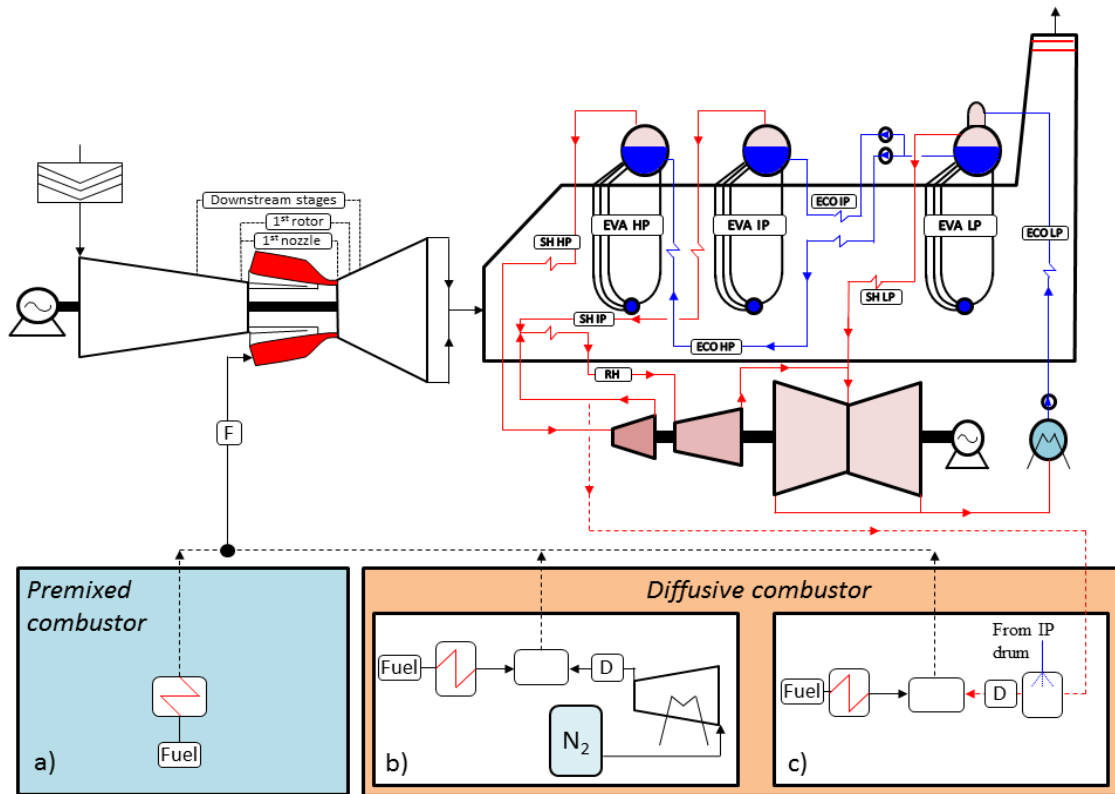 Downstream stages
1st rotor
1st nozzle
EVA HP
EVA IP
EVA LP
ECO IP
ECO LP
SH HP
SH LP
SH IP
ECO HP
RH
F
Premixed
combustor
Fuel
a)
Diffusive combustor
Fuel
D
N2
b)
From IP
drum
Fuel
D
c)